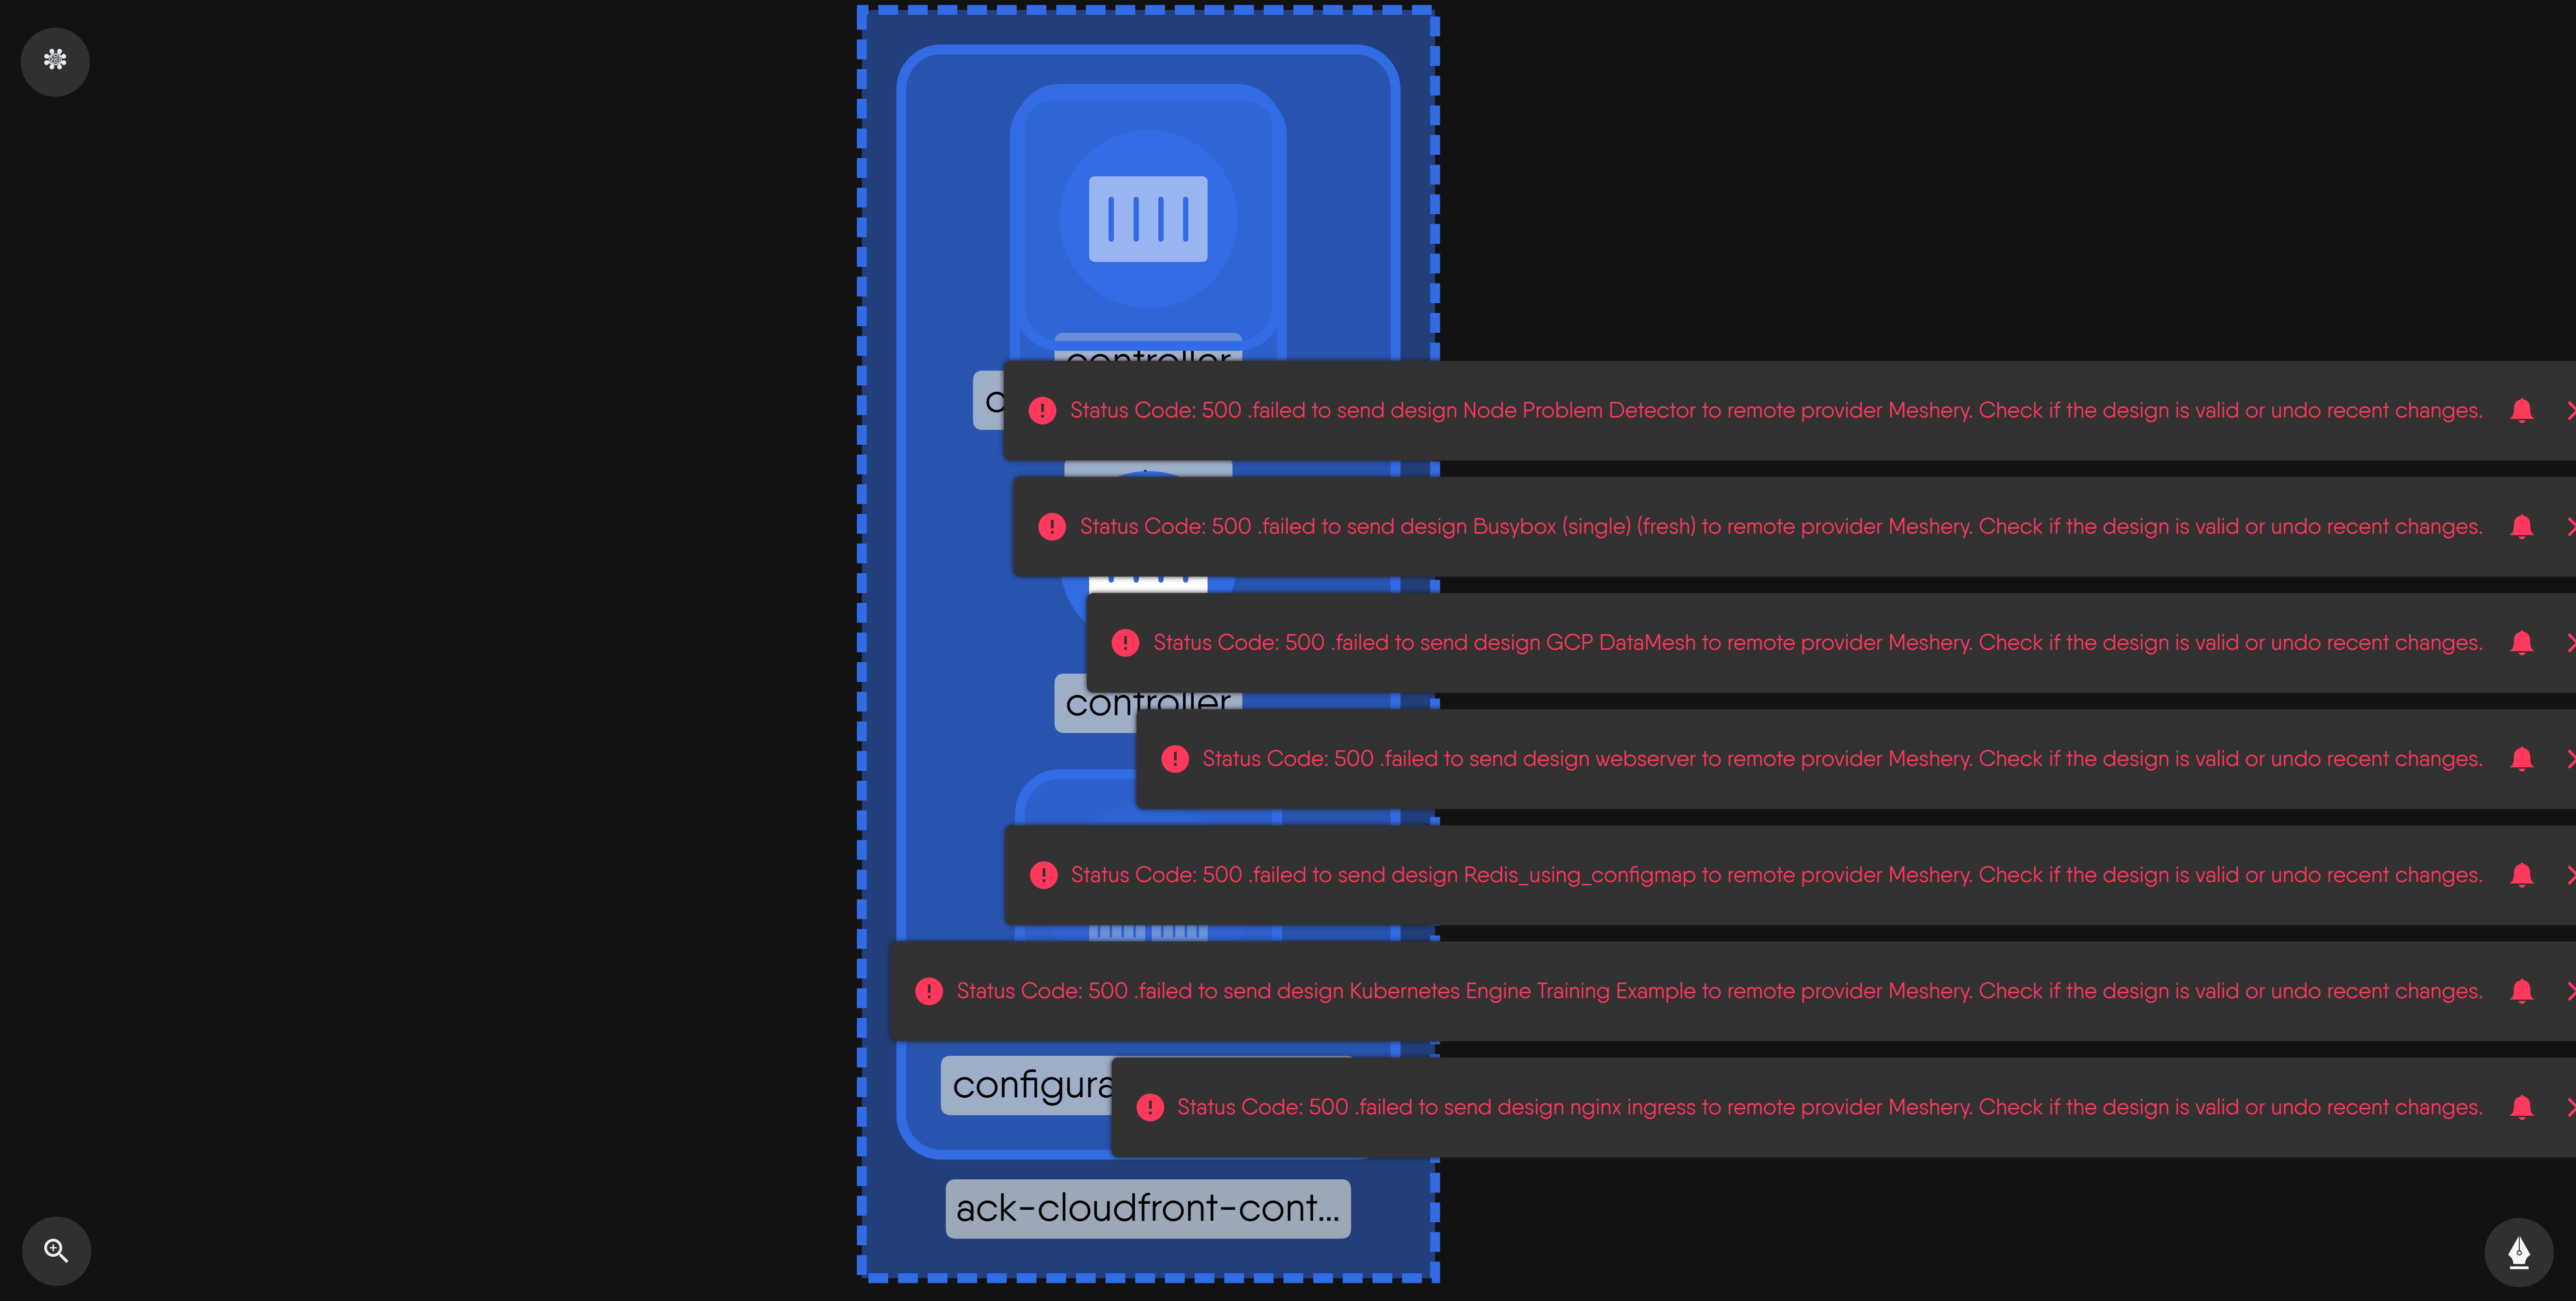 controller
Status Code: 500 .failed to send design Node Problem Detector to remote provider Meshery. Check if the design is valid or undo recent changes.
Status Code: 500 .failed to send design Busybox (single) (fresh) to remote provider Meshery. Check if the design is valid or undo recent changes.
Status Code: 500 .failed to send design GCP DataMesh to remote provider Meshery. Check if the design is valid or undo recent changes.
controller
Status Code: 500 .failed to send design webserver to remote provider Meshery. Check if the design is valid or undo recent changes.
Status Code: 500 .failed to send design Redis_using_configmap to remote provider Meshery. Check if the design is valid or undo recent changes.
Status Code: 500 .failed to send design Kubernetes Engine Training Example to remote provider Meshery. Check if the design is valid or undo recent changes.
configura
Status Code: 500 .failed to send design nginx ingress to remote provider Meshery. Check if the design is valid or undo recent changes.
ack-cloudfront-cont...